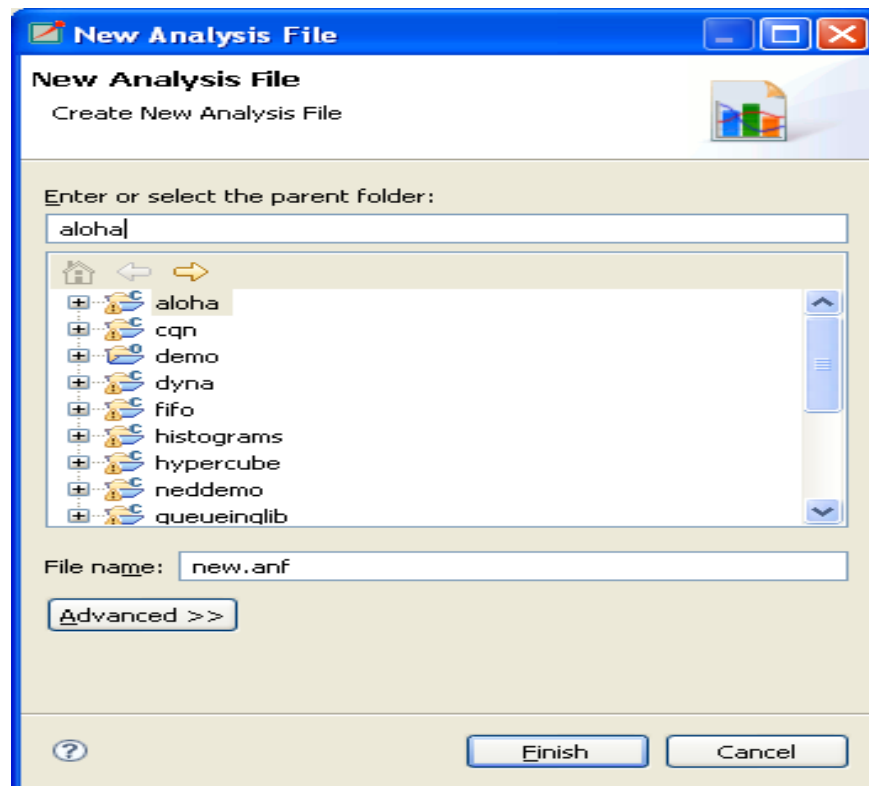 New Analysis File
New Analysis File
Create New Analysis File
Enter or select the parent folder:
aloha
aloha
cqn
demo
dyna
fifo
histograms
hypercube
neddemo
queueinglib
File name: new.anf
Advanced >>
Finish Cancel